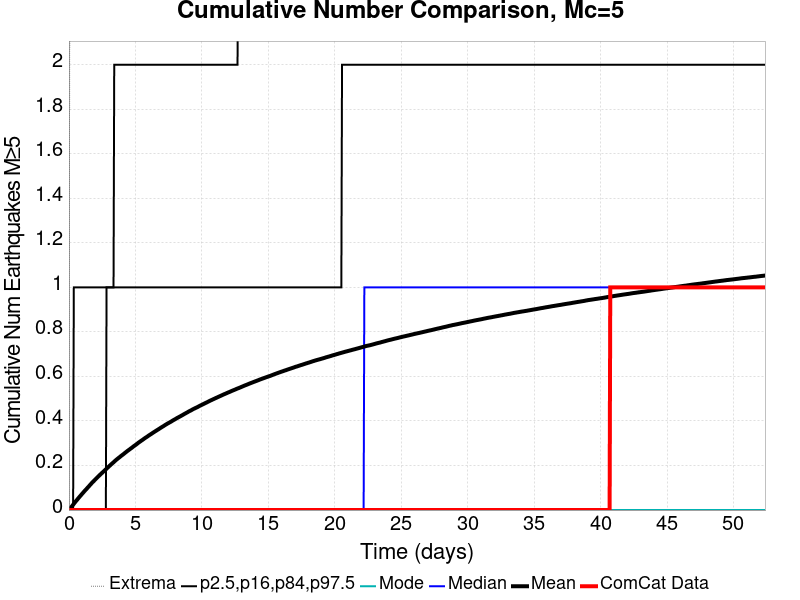 Cumulative Number Comparison, Mc=5
Cumulative Num Earthquakes M≥5
2
1.8
1.6
1.4
1.2
1
0.8
0.6
0.4
0.2
0
0 5 10 15 20 25 30 35 40 45 50
Time (days)
Extrema p2.5,p16,p84,p97.5 Mode Median Mean ComCat Data